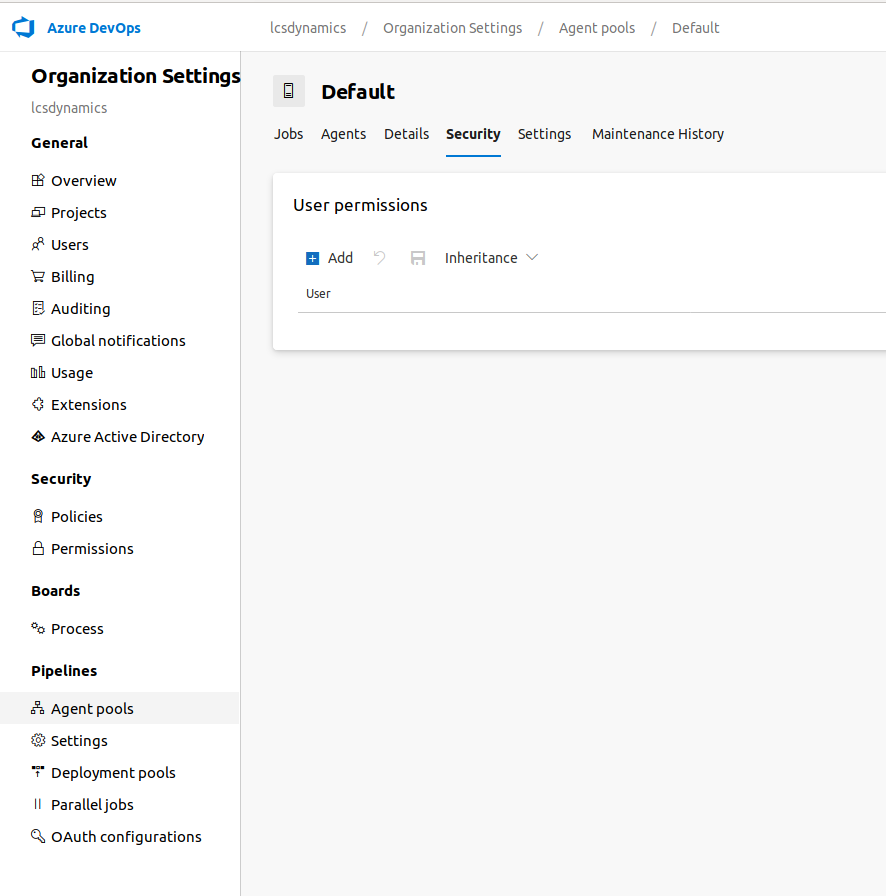 Azure DevOps
lcsdynamics / Organization Settings / Agent pools / Default
Organization Settings
lcsdynamics
General
Overview
Projects
Users
Billing
Auditing
Global notifications
Usage
Extensions
Azure Active Directory
Security
Policies
Permissions
Boards
Process
Pipelines
Agent pools
Settings
Deployment pools
Parallel jobs
OAuth configurations
Default
Jobs Agents Details Security Settings Maintenance History
User permissions
Add Inheritance
User